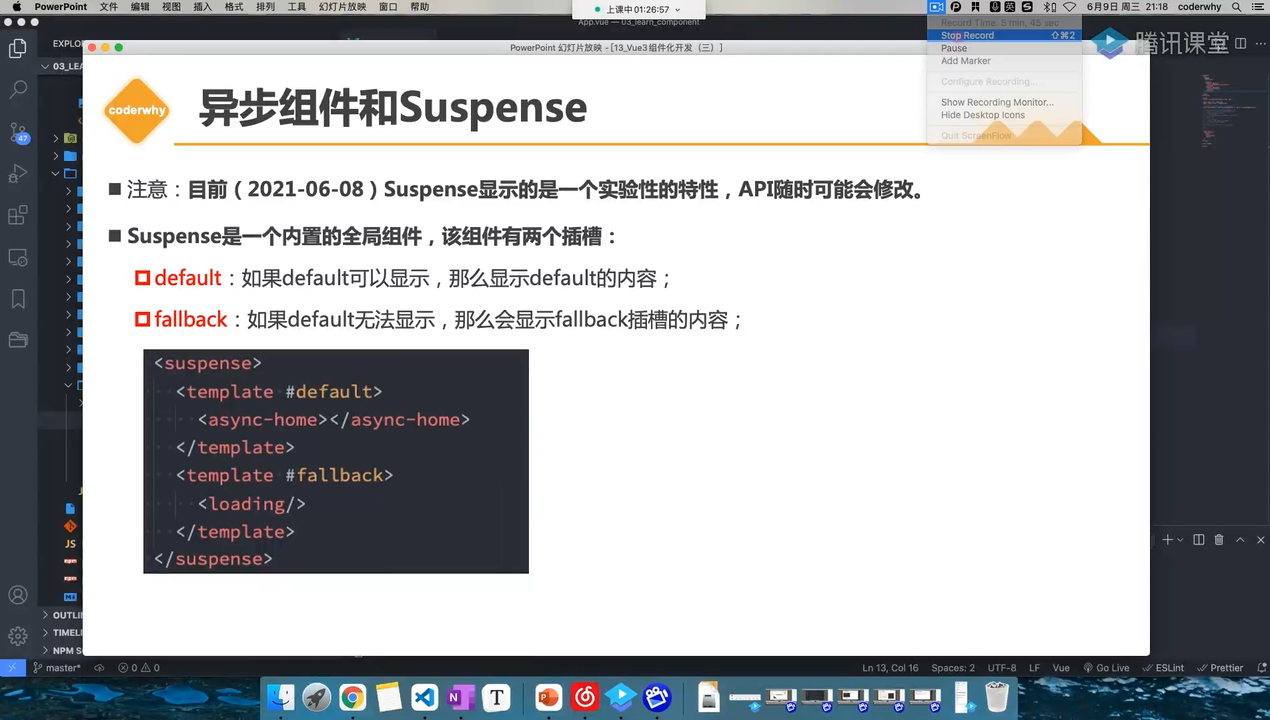 PowerPoint 文件 编辑 视图 插入 格式 排列 工具 幻灯片放映 窗口 帮助
上课中01:26:57
6月9日 周三 21:18 coderwhy
App.vue — 03_learn_component
Record Time: 5 min, 45 sec
Stop Record ⇧⌘2
Pause
Add Marker
Configure Recording...
Show Recording Monitor...
Hide Desktop Icons
Quit ScreenFlow
腾讯课堂
EXPLO
03_LEA
PowerPoint 幻灯片放映 - [13_Vue3组件化开发（三）]
coderwhy
异步组件和Suspense
注意：目前（2021-06-08）Suspense显示的是一个实验性的特性，API随时可能会修改。
Suspense是一个内置的全局组件，该组件有两个插槽：
default：如果default可以显示，那么显示default的内容；
fallback：如果default无法显示，那么会显示fallback插槽的内容；
<suspense>
<template #default>
<async-home></async-home>
</template>
<template #fallback>
<loading/>
</template>
</suspense>
47
JS
OUTLI
TIMELI
NPM S
master*
0 0
Ln 13, Col 16 Spaces: 2 UTF-8 LF Vue Go Live ESLint Prettier